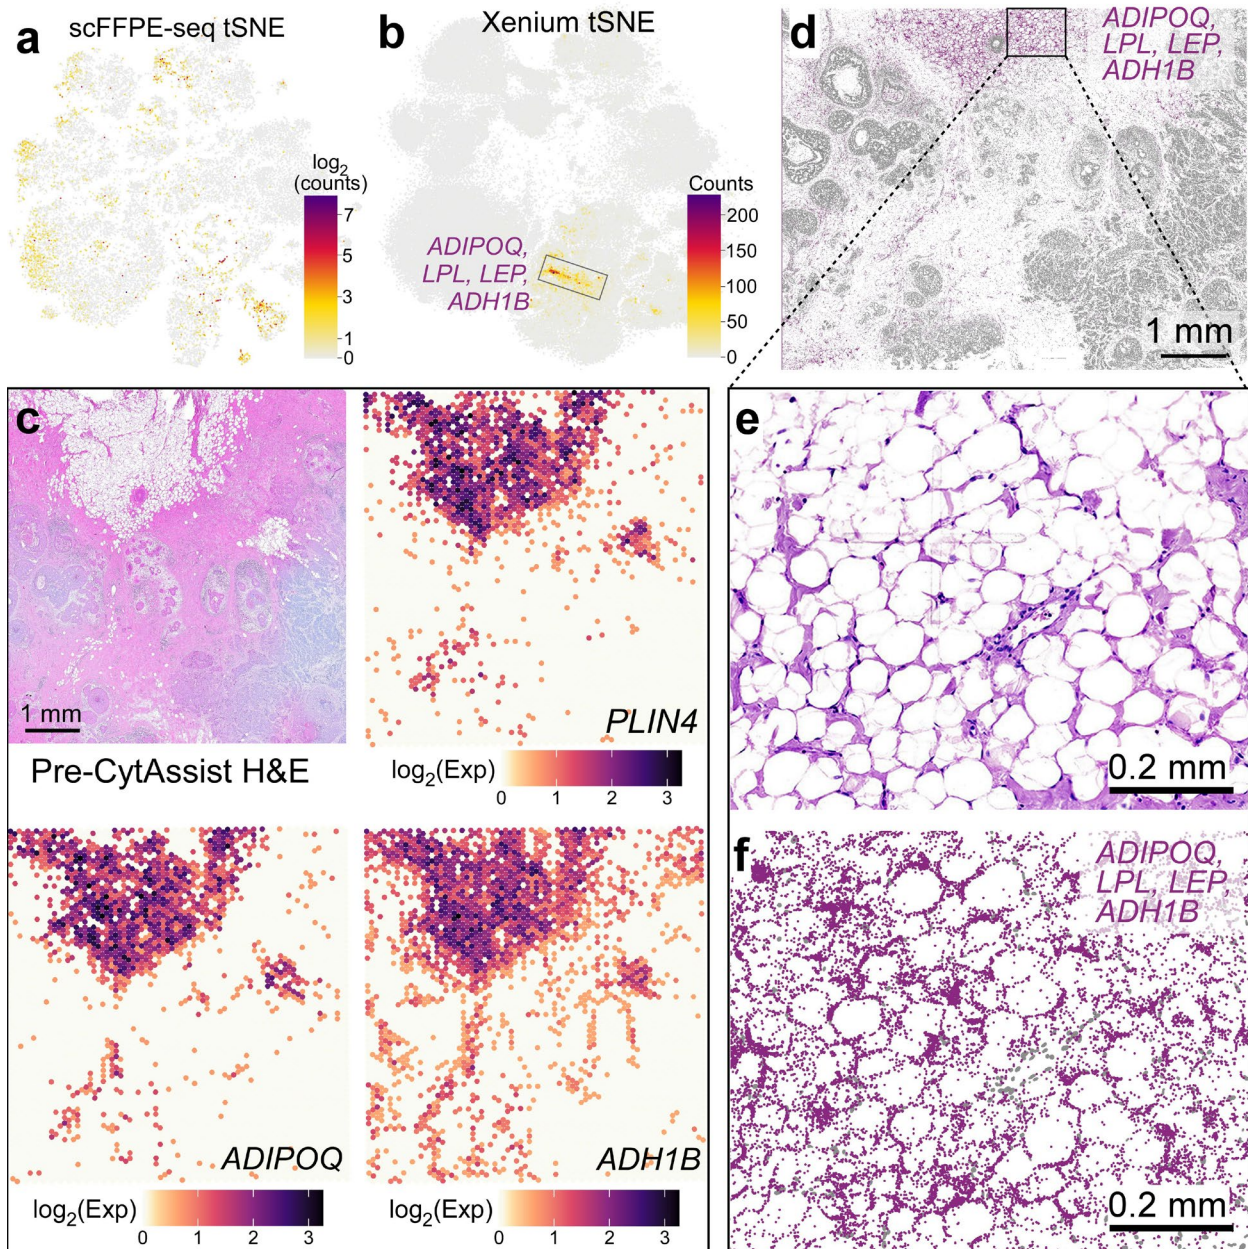 a
scFFPE-seq tSNE
log2
(counts)
7
5
3
1
0
b
Xenium tSNE
ADIPOQ,
LPL, LEP,
ADH1B
Counts
200
150
100
50
0
d
ADIPOQ,
LPL, LEP,
ADH1B
1 mm
c
1 mm
Pre-CytAssist H&E
PLIN4
log2(Exp)
0 1 2 3
ADIPOQ
log2(Exp)
0 1 2 3
ADH1B
log2(Exp)
0 1 2 3
e
0.2 mm
f
ADIPOQ,
LPL, LEP,
ADH1B
0.2 mm